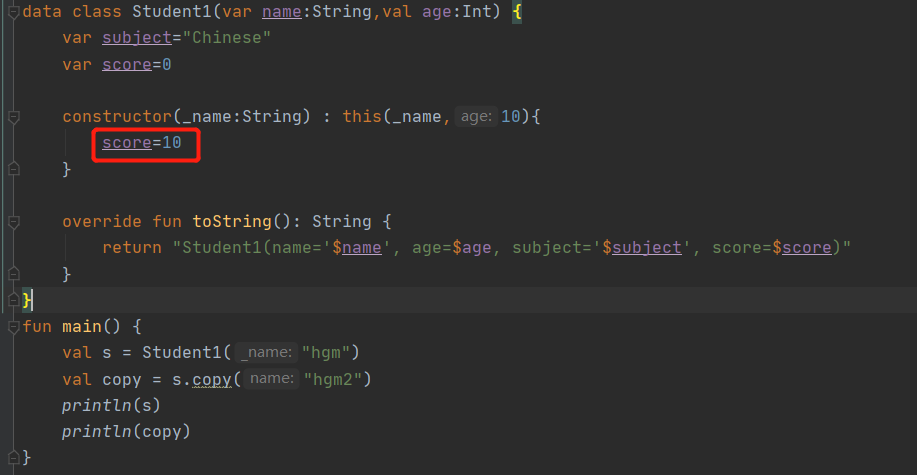 data class Student1(var name:String,val age:Int) {
    var subject="Chinese"
    var score=0

    constructor(_name:String) : this(_name, age: 10){
        score=10
    }

    override fun toString(): String {
        return "Student1(name='$name', age=$age, subject='$subject', score=$score)"
    }
}
fun main() {
    val s = Student1( _name: "hgm")
    val copy = s.copy( name: "hgm2")
    println(s)
    println(copy)
}